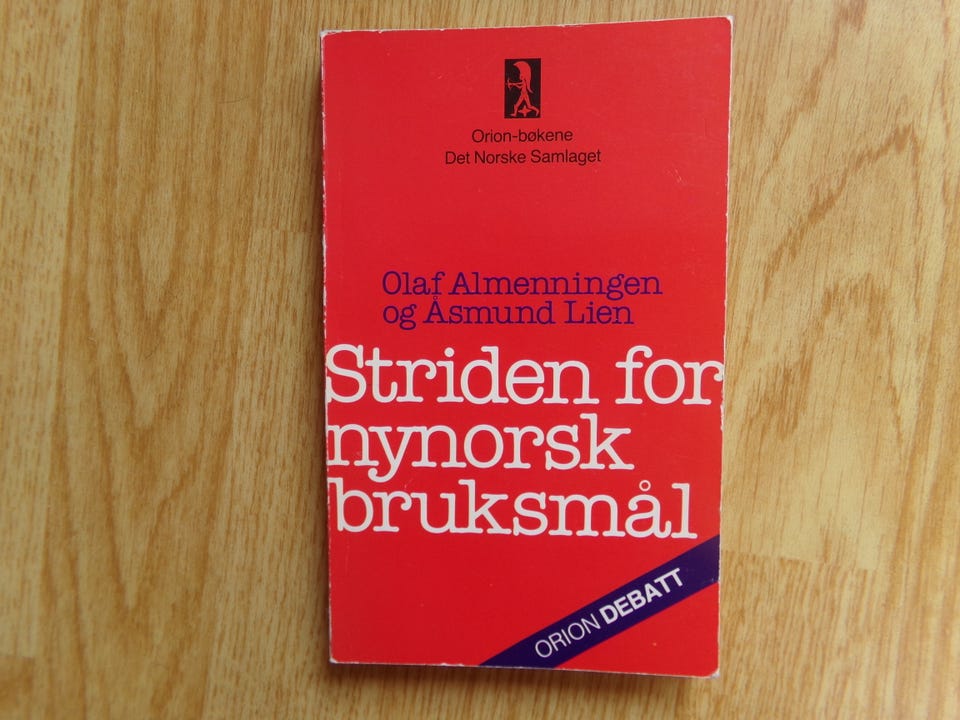 Orion-bøkene
Det Norske Samlaget
Olaf Almenningen
og Åsmund Lien
Striden for
nynorsk
bruksmål
ORION DEBATT